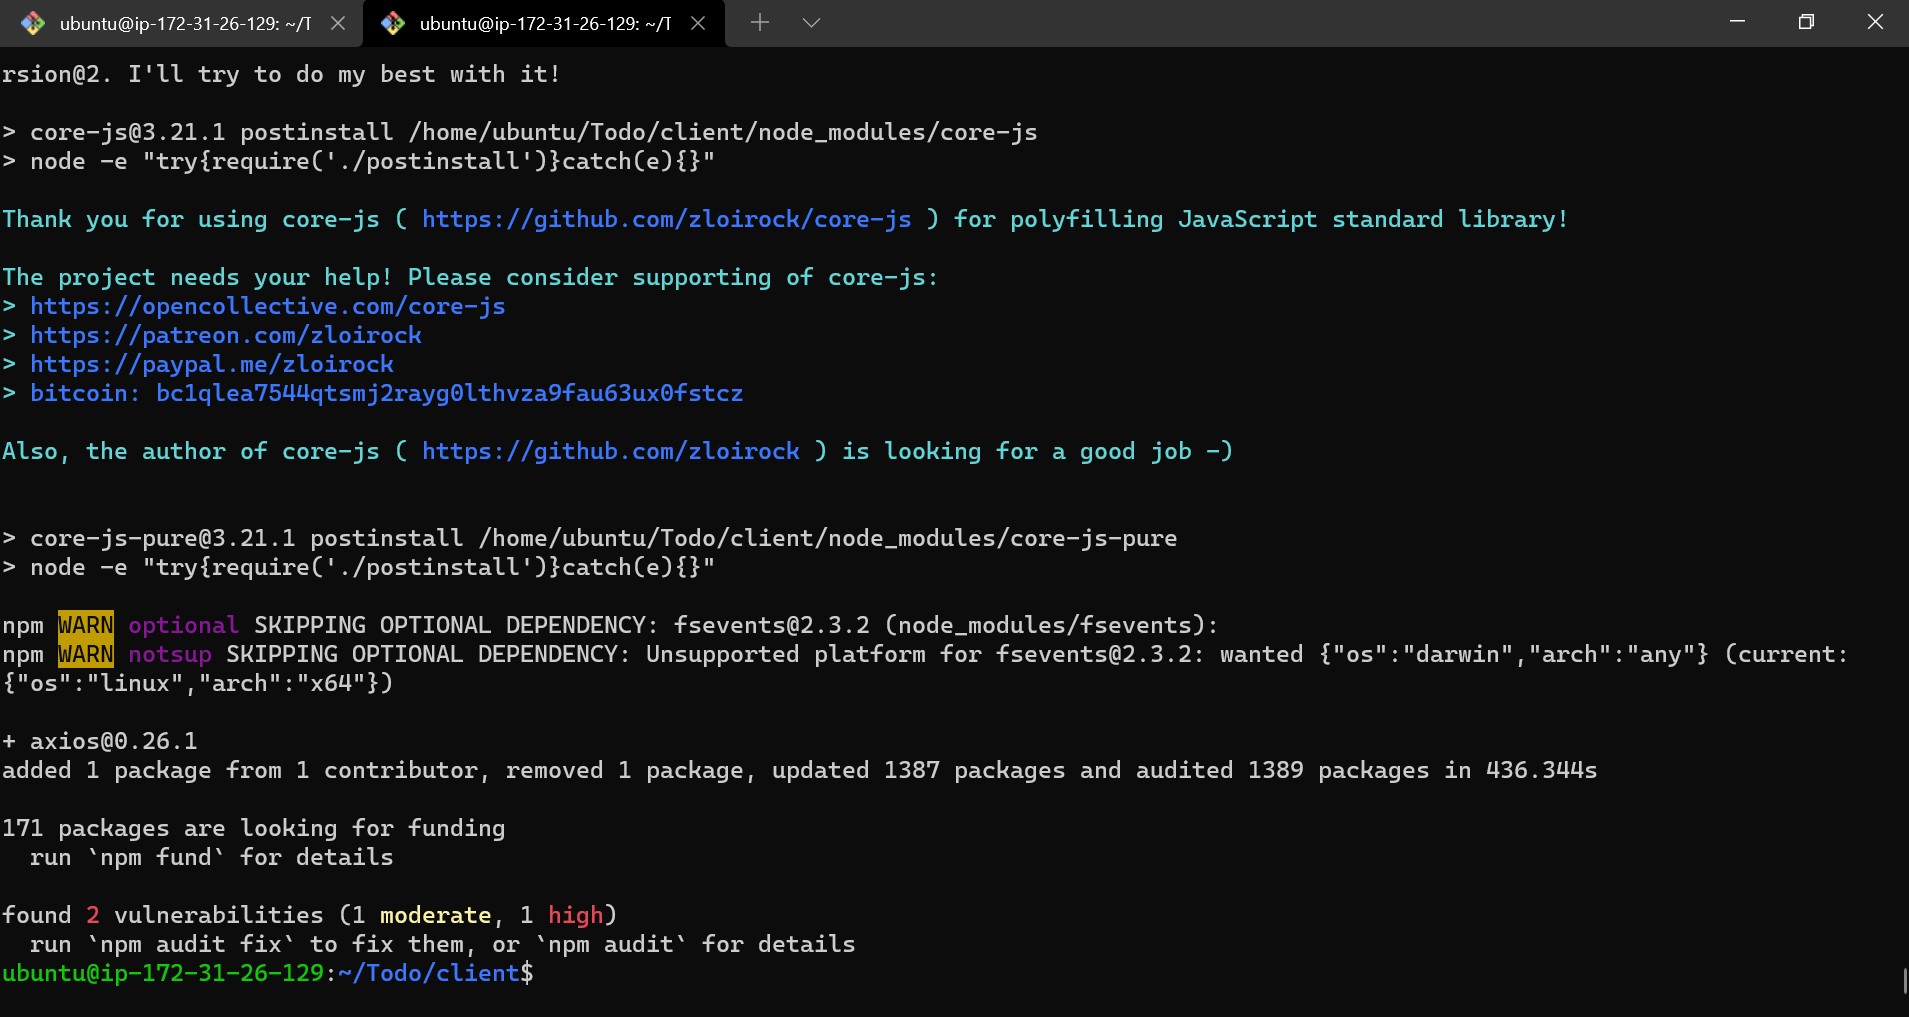 ubuntu@ip-172-31-26-129: ~/T
ubuntu@ip-172-31-26-129: ~/T
rsion@2. I'll try to do my best with it!
> core-js@3.21.1 postinstall /home/ubuntu/Todo/client/node_modules/core-js
> node -e "try{require('./postinstall')}catch(e){}"
Thank you for using core-js ( https://github.com/zloirock/core-js ) for polyfilling JavaScript standard library!
The project needs your help! Please consider supporting of core-js:
> https://opencollective.com/core-js
> https://patreon.com/zloirock
> https://paypal.me/zloirock
> bitcoin: bc1qlea7544qtsmj2rayg0lthvza9fau63ux0fstcz
Also, the author of core-js ( https://github.com/zloirock ) is looking for a good job -)
> core-js-pure@3.21.1 postinstall /home/ubuntu/Todo/client/node_modules/core-js-pure
> node -e "try{require('./postinstall')}catch(e){}"
npm WARN optional SKIPPING OPTIONAL DEPENDENCY: fsevents@2.3.2 (node_modules/fsevents):
npm WARN notsup SKIPPING OPTIONAL DEPENDENCY: Unsupported platform for fsevents@2.3.2: wanted {"os":"darwin","arch":"any"} (current:
{"os":"linux","arch":"x64"})
+ axios@0.26.1
added 1 package from 1 contributor, removed 1 package, updated 1387 packages and audited 1389 packages in 436.344s
171 packages are looking for funding
run `npm fund` for details
found 2 vulnerabilities (1 moderate, 1 high)
run `npm audit fix` to fix them, or `npm audit` for details
ubuntu@ip-172-31-26-129:~/Todo/client$